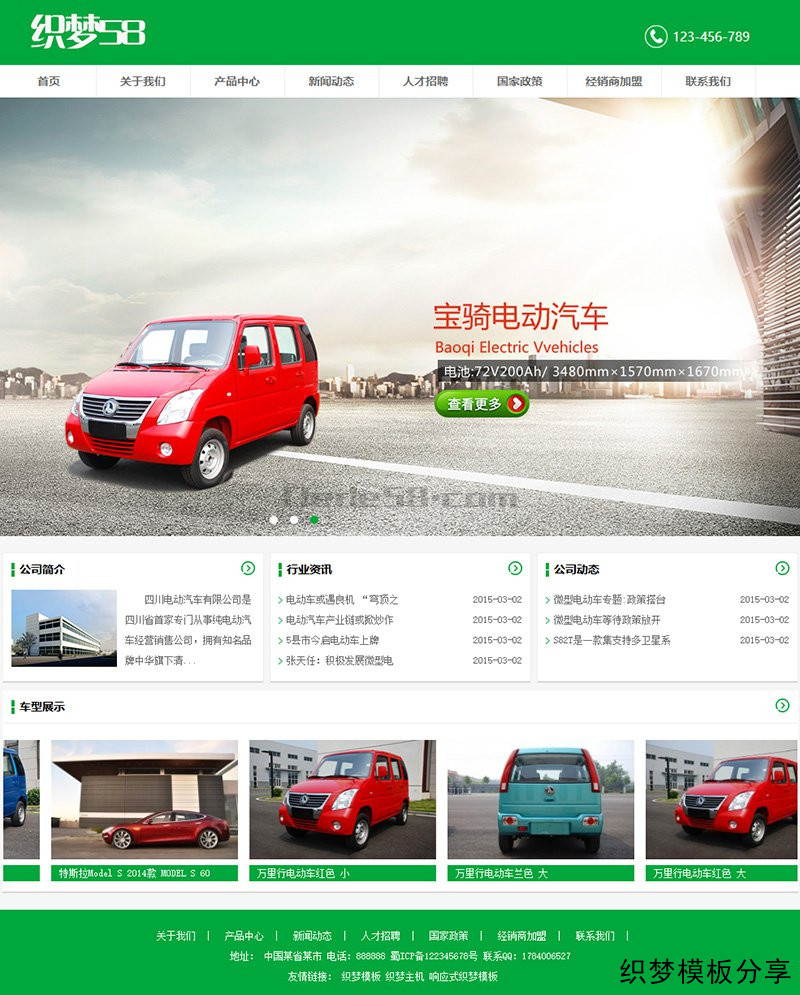 织梦58
123-456-789
首页 关于我们 产品中心 新闻动态 人才招聘 国家政策 经销商加盟 联系我们
宝骑电动汽车
Baoqi Electric Vvehicles
电池:72V200Ah/ 3480mm×1570mm×1670mm
查看更多
公司简介
四川电动汽车有限公司是
四川省首家专门从事纯电动汽
车经营销售公司，拥有知名品
牌中华旗下清...
行业资讯
电动车或遇良机 “弯顶之 2015-03-02
电动汽车产业链或掀炒作 2015-03-02
5县市今启电动车上牌 2015-03-02
张天任：积极发展微型电 2015-03-02
公司动态
微型电动车专题:政策搭台 2015-03-02
微型电动车等待政策放开 2015-03-02
S82T是一款集支持多卫星系 2015-03-02
车型展示
特斯拉Model S 2014款 MODEL S 60
万里行电动车红色 小
万里行电动车兰色 大
万里行电动车红色 大
关于我们 | 产品中心 | 新闻动态 | 人才招聘 | 国家政策 | 经销商加盟 | 联系我们 |
地址： 中国某省某市 电话：888888 蜀ICP备122345678号 联系QQ：1784006527
友情链接： 织梦模板 织梦主机 响应式织梦模板
织梦模板分享